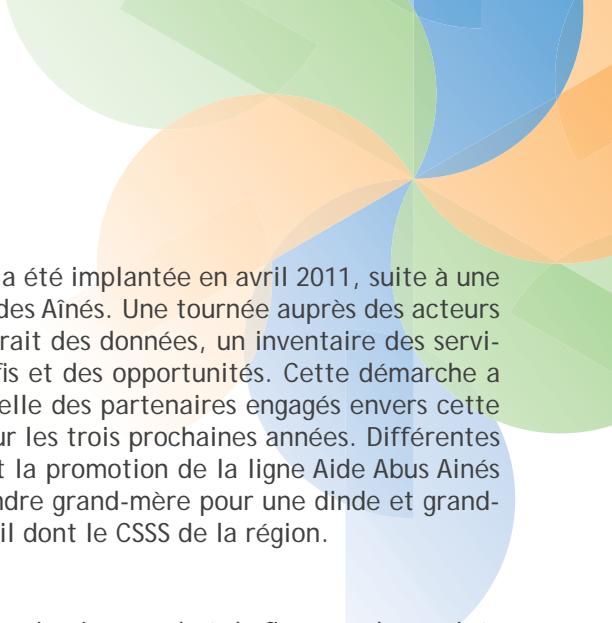 a été implantée en avril 2011, suite à une
des Aînés. Une tournée auprès des acteurs
rait des données, un inventaire des servi-
fis et des opportunités. Cette démarche a
elle des partenaires engagés envers cette
ur les trois prochaines années. Différentes
t la promotion de la ligne Aide Abus Ainés
ndre grand-mère pour une dinde et grand-
il dont le CSSS de la région.